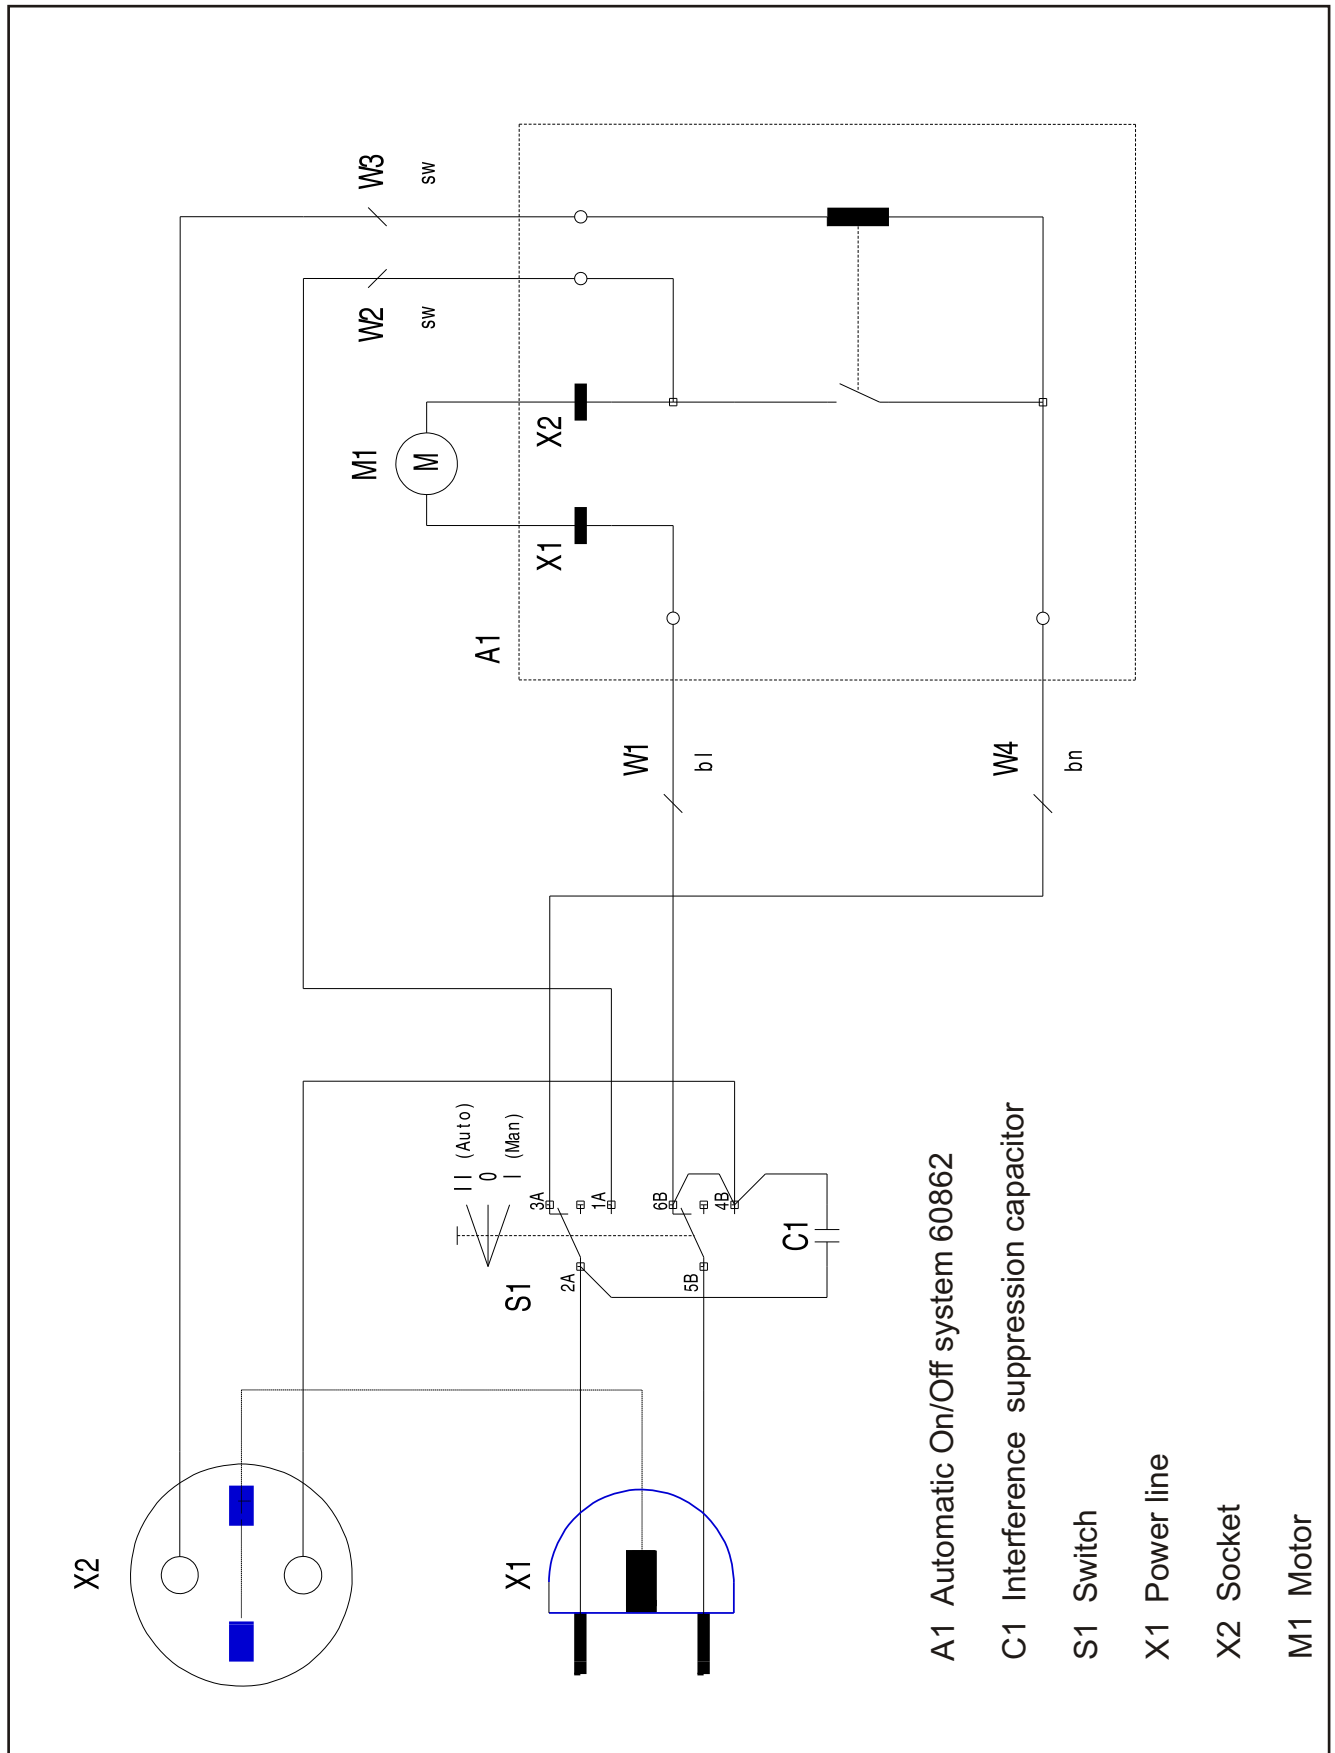 W3
sw
W2
sw
M1
M
X2
X1
A1
W1
bl
W4
bn
II (Auto)
0
I (Man)
3A
1A
6B
4B
2A
5B
S1
C1
X2
X1
A1 Automatic On/Off system 60862
C1 Interference suppression capacitor
S1 Switch
X1 Power line
X2 Socket
M1 Motor